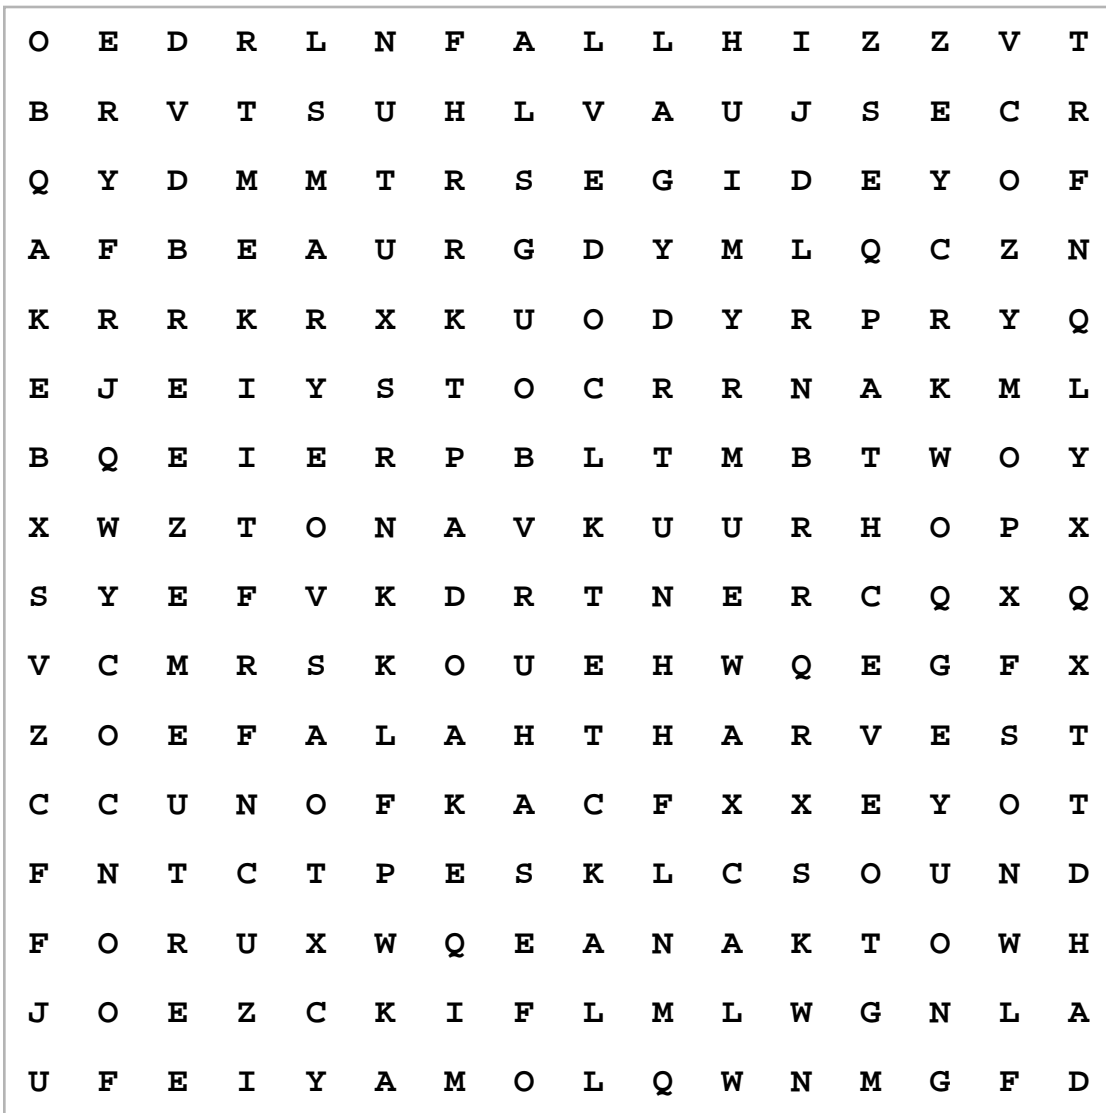 O E D R L N F A L L H I Z Z V T
B R V T S U H L V A U J S E C R
Q Y D M M T R S E G I D E Y O F
A F B E A U R G D Y M L Q C Z N
K R R K R X K U O D Y R P R Y Q
E J E I Y S T O C R R N A K M L
B Q E I E R P B L T M B T W O Y
X W Z T O N A V K U U R H O P X
S Y E F V K D R T N E R C Q X Q
V C M R S K O U E H W Q E G F X
Z O E F A L A H T H A R V E S T
C C U N O F K A C F X X E Y O T
F N T C T P E S K L C S O U N D
F O R U X W Q E A N A K T O W H
J O E Z C K I F L M L W G N L A
U F E I Y A M O L Q W N M G F D